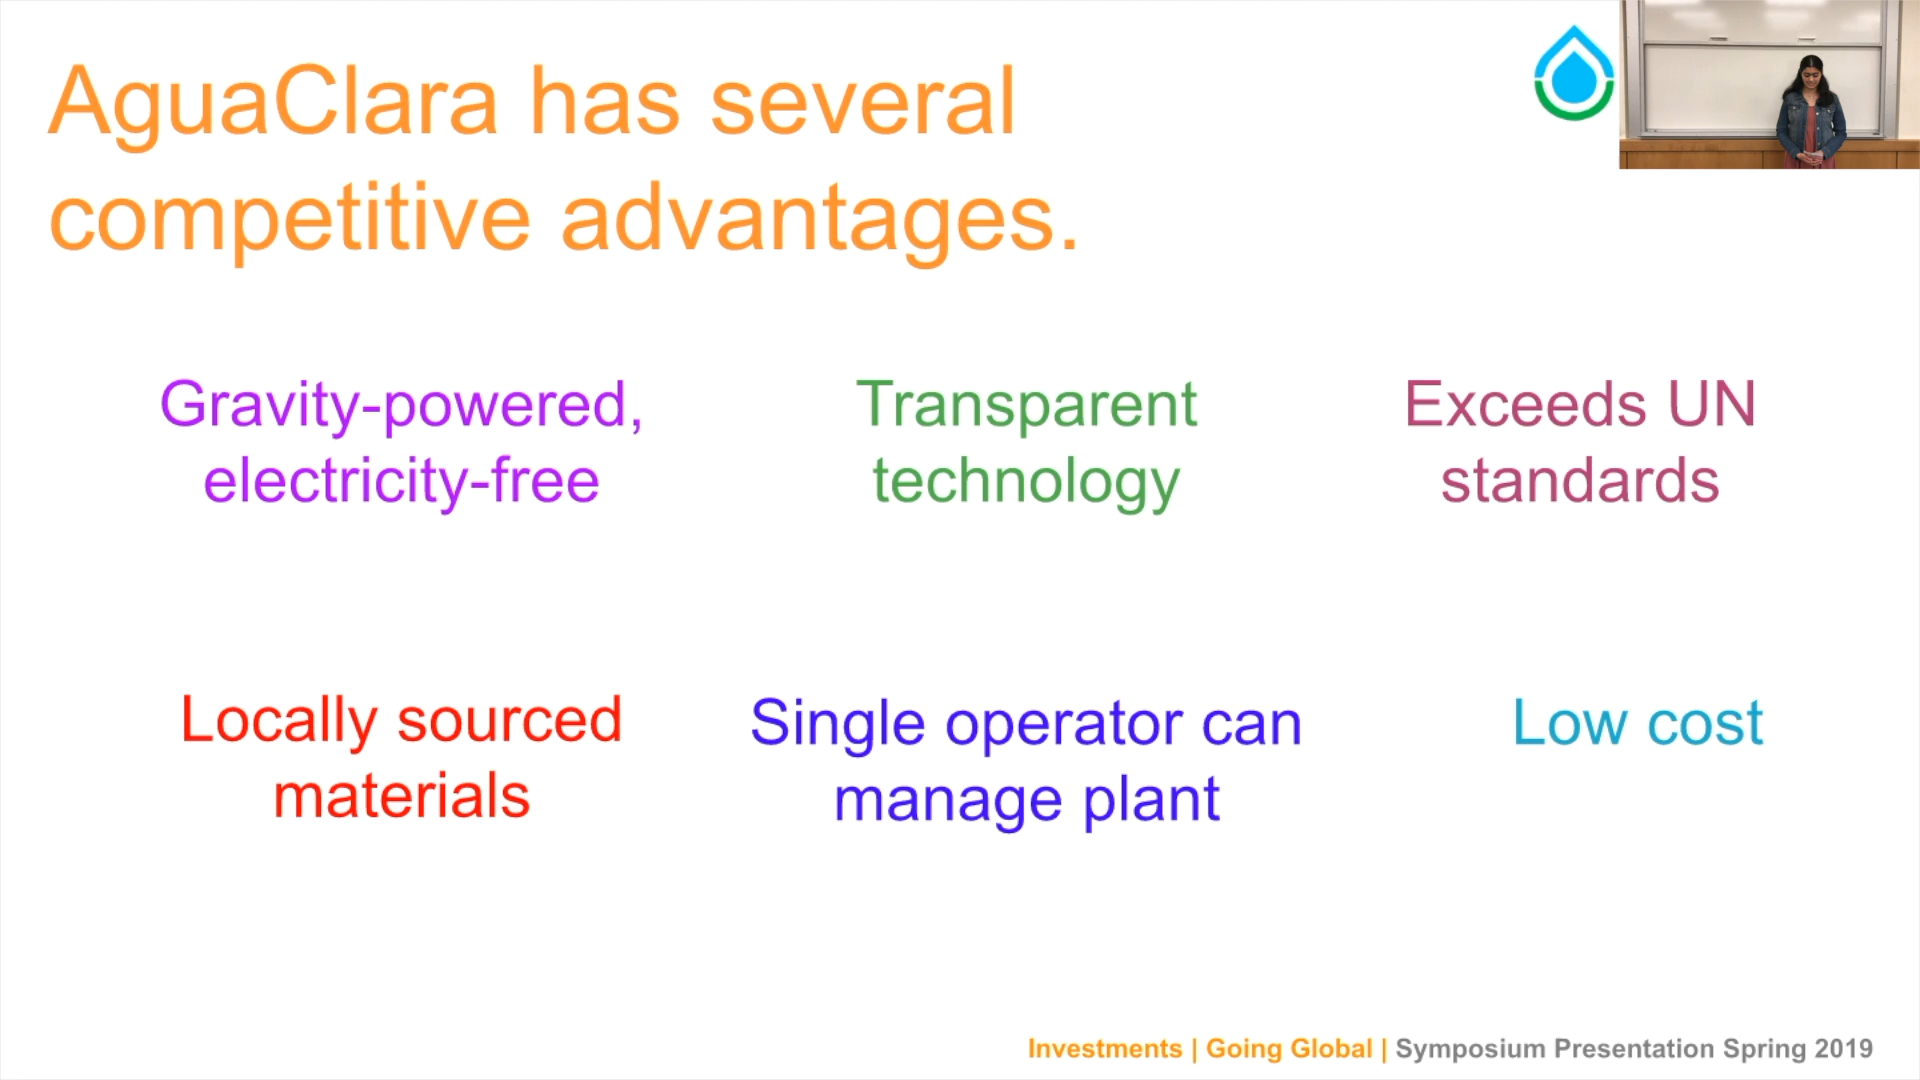 AguaClara has several
competitive advantages.
Gravity-powered,
electricity-free
Transparent
technology
Exceeds UN
standards
Locally sourced
materials
Single operator can
manage plant
Low cost
Investments | Going Global | Symposium Presentation Spring 2019